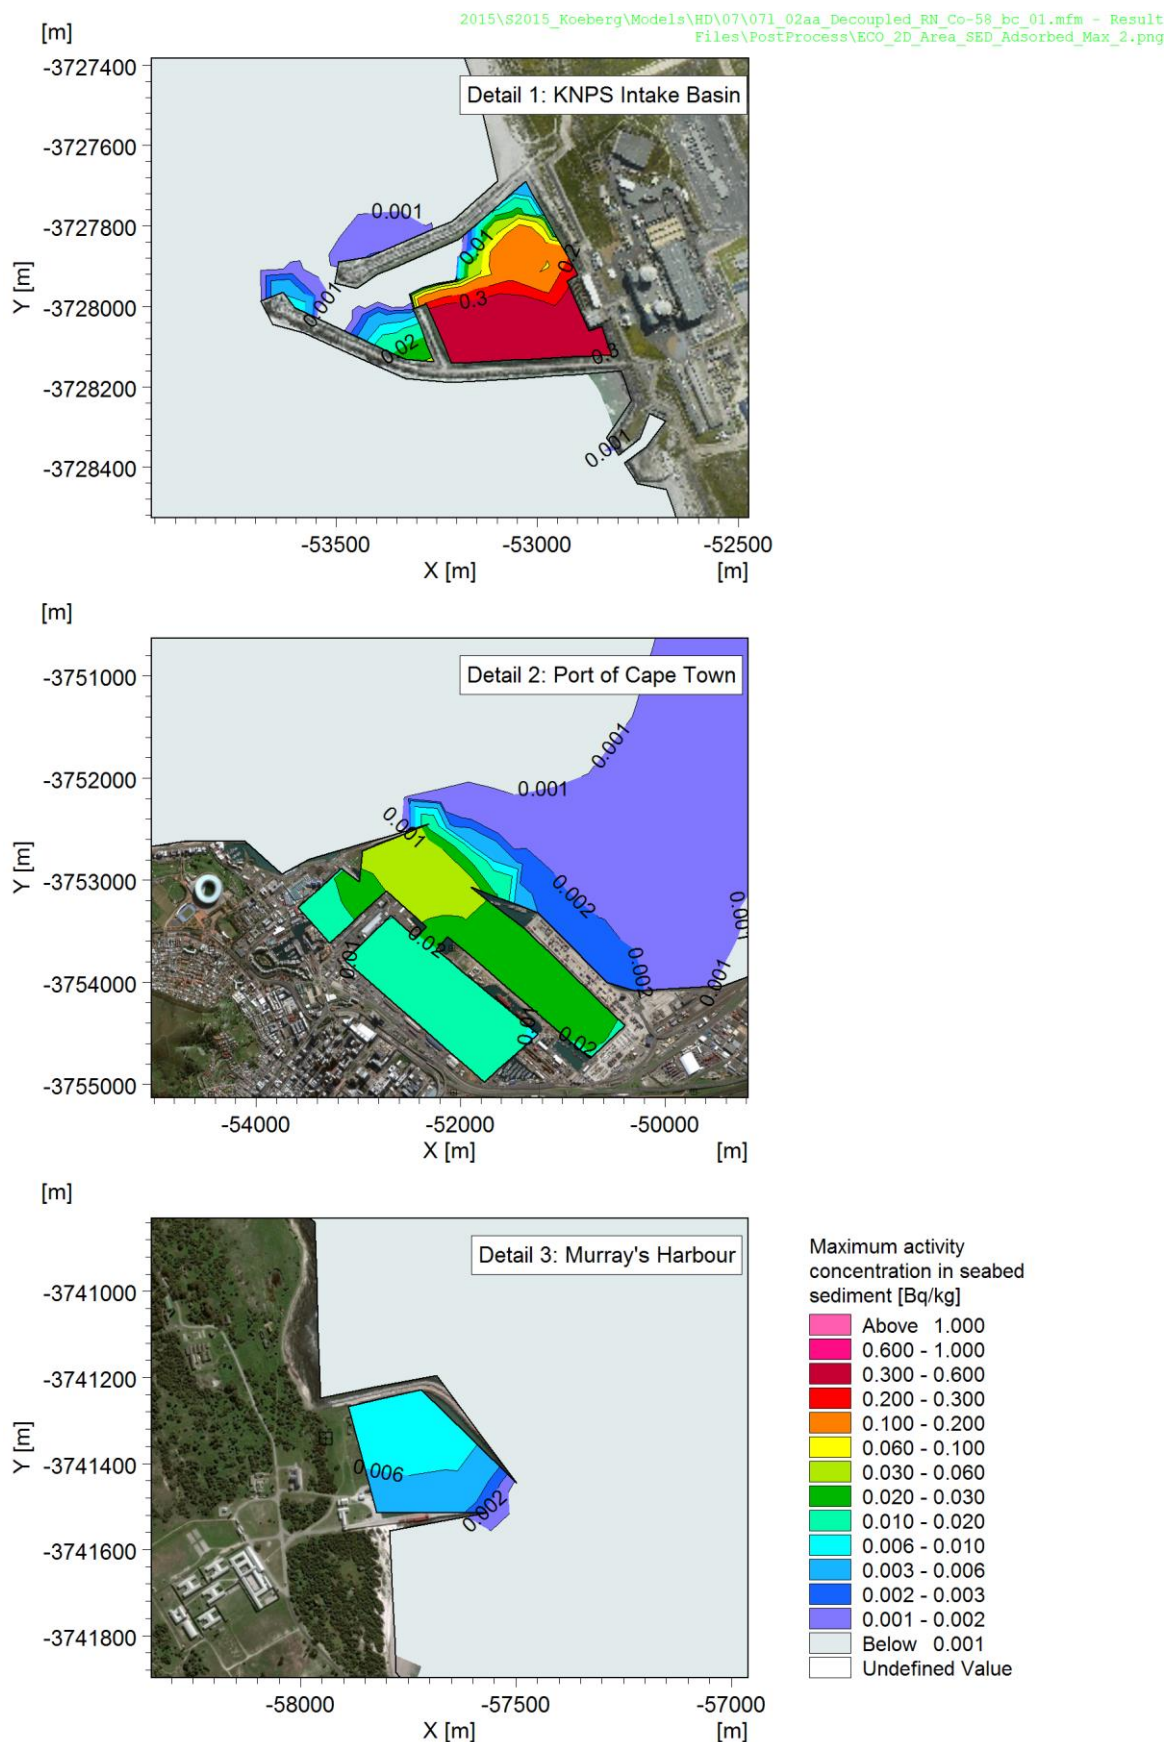 2015\S2015_Koeberg\Models\HD\07\07l_02aa_Decoupled_RN_Co-58_bc_01.mfm - Result
Files\PostProcess\ECO_2D_Area_SED_Adsorbed_Max_2.png
[m]
Detail 1: KNPS Intake Basin
-3727400
-3727600
-3727800
-3728000
-3728200
-3728400
Y [m]
0.001
0.01
0.2
0.001
0.3
0.02
0.3
0.001
-53500
-53000
-52500
X [m]
[m]
[m]
Detail 2: Port of Cape Town
-3751000
-3752000
-3753000
-3754000
-3755000
Y [m]
0.001
0.001
0.001
0.002
0.001
0.02
0.01
0.002
0.001
0.01
0.02
-54000
-52000
-50000
X [m]
[m]
[m]
Detail 3: Murray's Harbour
-3741000
-3741200
-3741400
-3741600
-3741800
Y [m]
0.006
0.002
-58000
-57500
-57000
X [m]
[m]
Maximum activity
concentration in seabed
sediment [Bq/kg]
Above 1.000
0.600 - 1.000
0.300 - 0.600
0.200 - 0.300
0.100 - 0.200
0.060 - 0.100
0.030 - 0.060
0.020 - 0.030
0.010 - 0.020
0.006 - 0.010
0.003 - 0.006
0.002 - 0.003
0.001 - 0.002
Below 0.001
Undefined Value